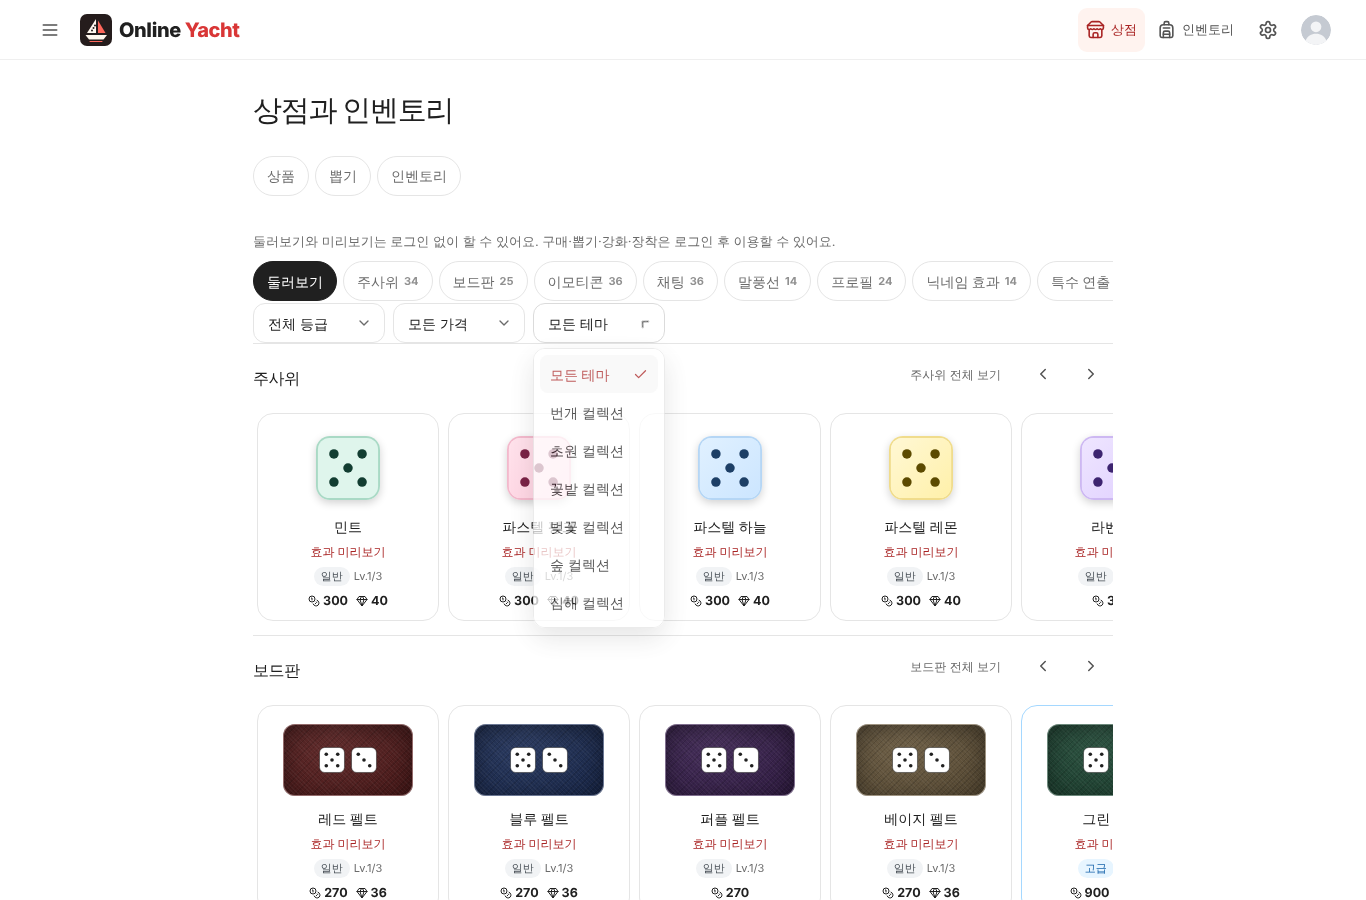 Online Yacht
상점
인벤토리
상점과 인벤토리
상품
뽑기
인벤토리
둘러보기와 미리보기는 로그인 없이 할 수 있어요. 구매·뽑기·강화·장착은 로그인 후 이용할 수 있어요.
둘러보기
주사위 34
보드판 25
이모티콘 36
채팅 36
말풍선 14
프로필 24
닉네임 효과 14
특수 연출
전체 등급
모든 가격
모든 테마
모든 테마
번개 컬렉션
초원 컬렉션
꽃밭 컬렉션
벚꽃 컬렉션
숲 컬렉션
심해 컬렉션
주사위
주사위 전체 보기
민트
효과 미리보기
일반 Lv.1/3
300 40
파스텔
효과 미리보기
일반 Lv.1/3
300 40
파스텔 하늘
효과 미리보기
일반 Lv.1/3
300 40
파스텔 레몬
효과 미리보기
일반 Lv.1/3
300 40
라벤
효과 미
일반
3
보드판
보드판 전체 보기
레드 펠트
효과 미리보기
일반 Lv.1/3
270 36
블루 펠트
효과 미리보기
일반 Lv.1/3
270 36
퍼플 펠트
효과 미리보기
일반 Lv.1/3
270
베이지 펠트
효과 미리보기
일반 Lv.1/3
270 36
그린
효과 미
고급
900